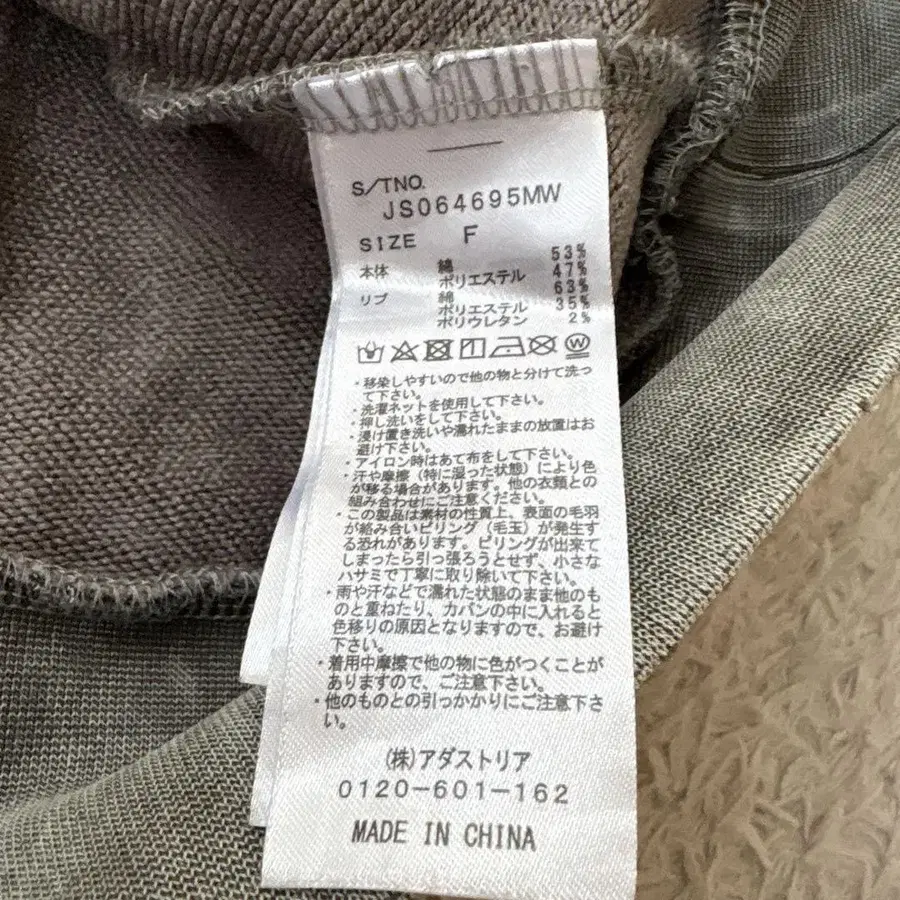 S/TNO.
JS064695MW
SIZE F
本体 綿 53%
ポリエステル 47%
リブ 綿 63%
ポリエステル 35%
ポリウレタン 2%
W
・移染しやすいので他の物と分けて洗っ
て下さい。
・洗濯ネットを使用して下さい。
・押し洗いをして下さい。
・浸け置き洗いや濡れたままの放置はお
避け下さい。
・アイロン時はあて布をして下さい。
・汗や摩擦（特に湿った状態）により色
が移る場合があります。他の衣類との
組み合わせにご注意ください。
・この製品は素材の性質上、表面の毛羽
が絡み合いピリング（毛玉）が発生す
る恐れがあります。ピリングが出来て
しまったら引っ張ろうとせず、小さな
ハサミで丁寧に取り除いて下さい。
・雨や汗などで濡れた状態のまま他のも
のと重ねたり、カバンの中に入れると
色移りの原因となりますので、お避け
下さい。
・着用中摩擦で他の物に色がつくことが
ありますので、ご注意下さい。
・他のものとの引っかかりにご注意下さ
い。
(株)アダストリア
0120-601-162
MADE IN CHINA